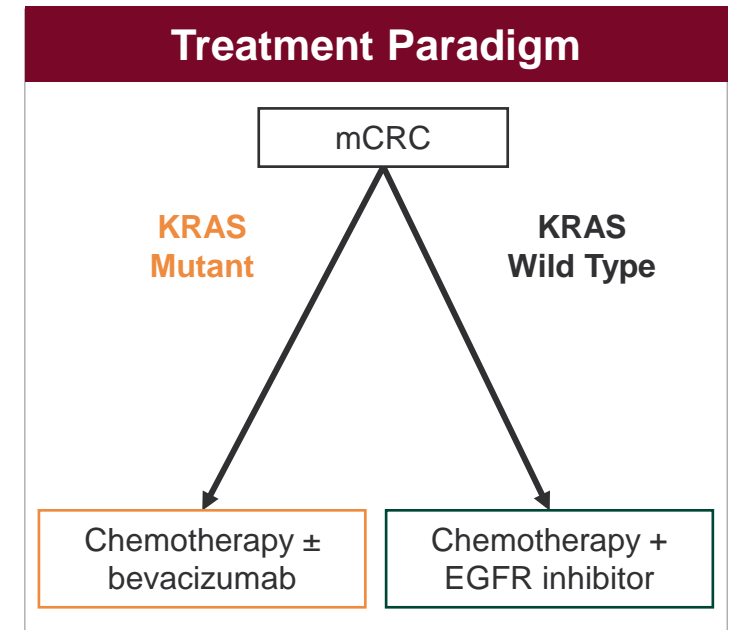 Treatment Paradigm
mCRC
KRAS
Mutant
KRAS
Wild Type
Chemotherapy ±
bevacizumab
Chemotherapy +
EGFR inhibitor